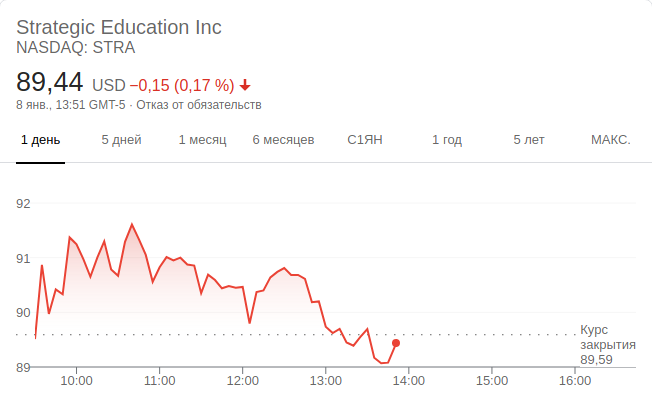 Strategic Education Inc
NASDAQ: STRA
89,44 USD −0,15 (0,17 %)
8 янв., 13:51 GMT-5 · Отказ от обязательств
1 день 5 дней 1 месяц 6 месяцев С1ЯН 1 год 5 лет МАКС.
92
91
90
89
Курс
закрытия
89,59
10:00 11:00 12:00 13:00 14:00 15:00 16:00